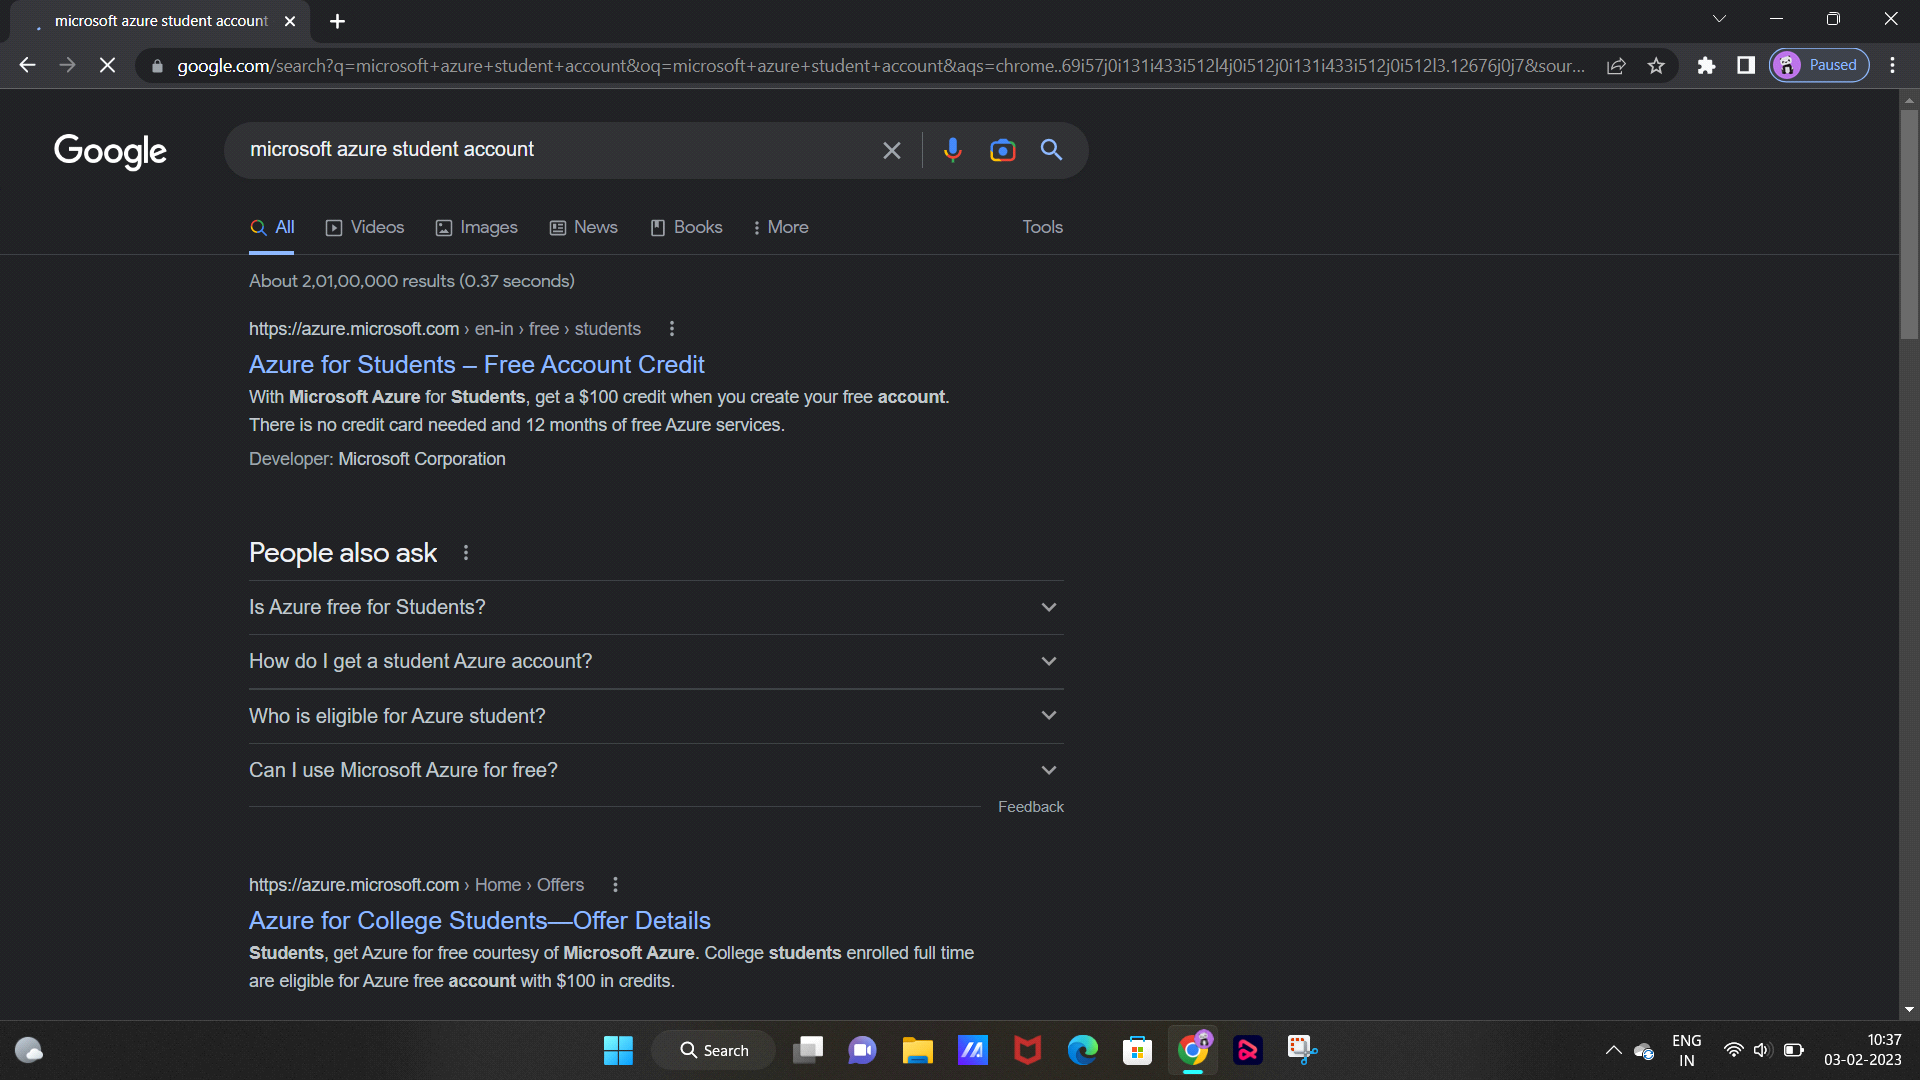 microsoft azure student account
google.com/search?q=microsoft+azure+student+account&oq=microsoft+azure+student+account&aqs=chrome..69i57j0i131i433i512l4j0i512j0i131i433i512j0i512l3.12676j0j7&sour...
Paused
Google
microsoft azure student account
All
Videos
Images
News
Books
More
Tools
About 2,01,00,000 results (0.37 seconds)
https://azure.microsoft.com › en-in › free › students
Azure for Students – Free Account Credit
With Microsoft Azure for Students, get a $100 credit when you create your free account.
There is no credit card needed and 12 months of free Azure services.
Developer: Microsoft Corporation
People also ask
Is Azure free for Students?
How do I get a student Azure account?
Who is eligible for Azure student?
Can I use Microsoft Azure for free?
Feedback
https://azure.microsoft.com › Home › Offers
Azure for College Students—Offer Details
Students, get Azure for free courtesy of Microsoft Azure. College students enrolled full time
are eligible for Azure free account with $100 in credits.
Search
ENG
IN
10:37
03-02-2023